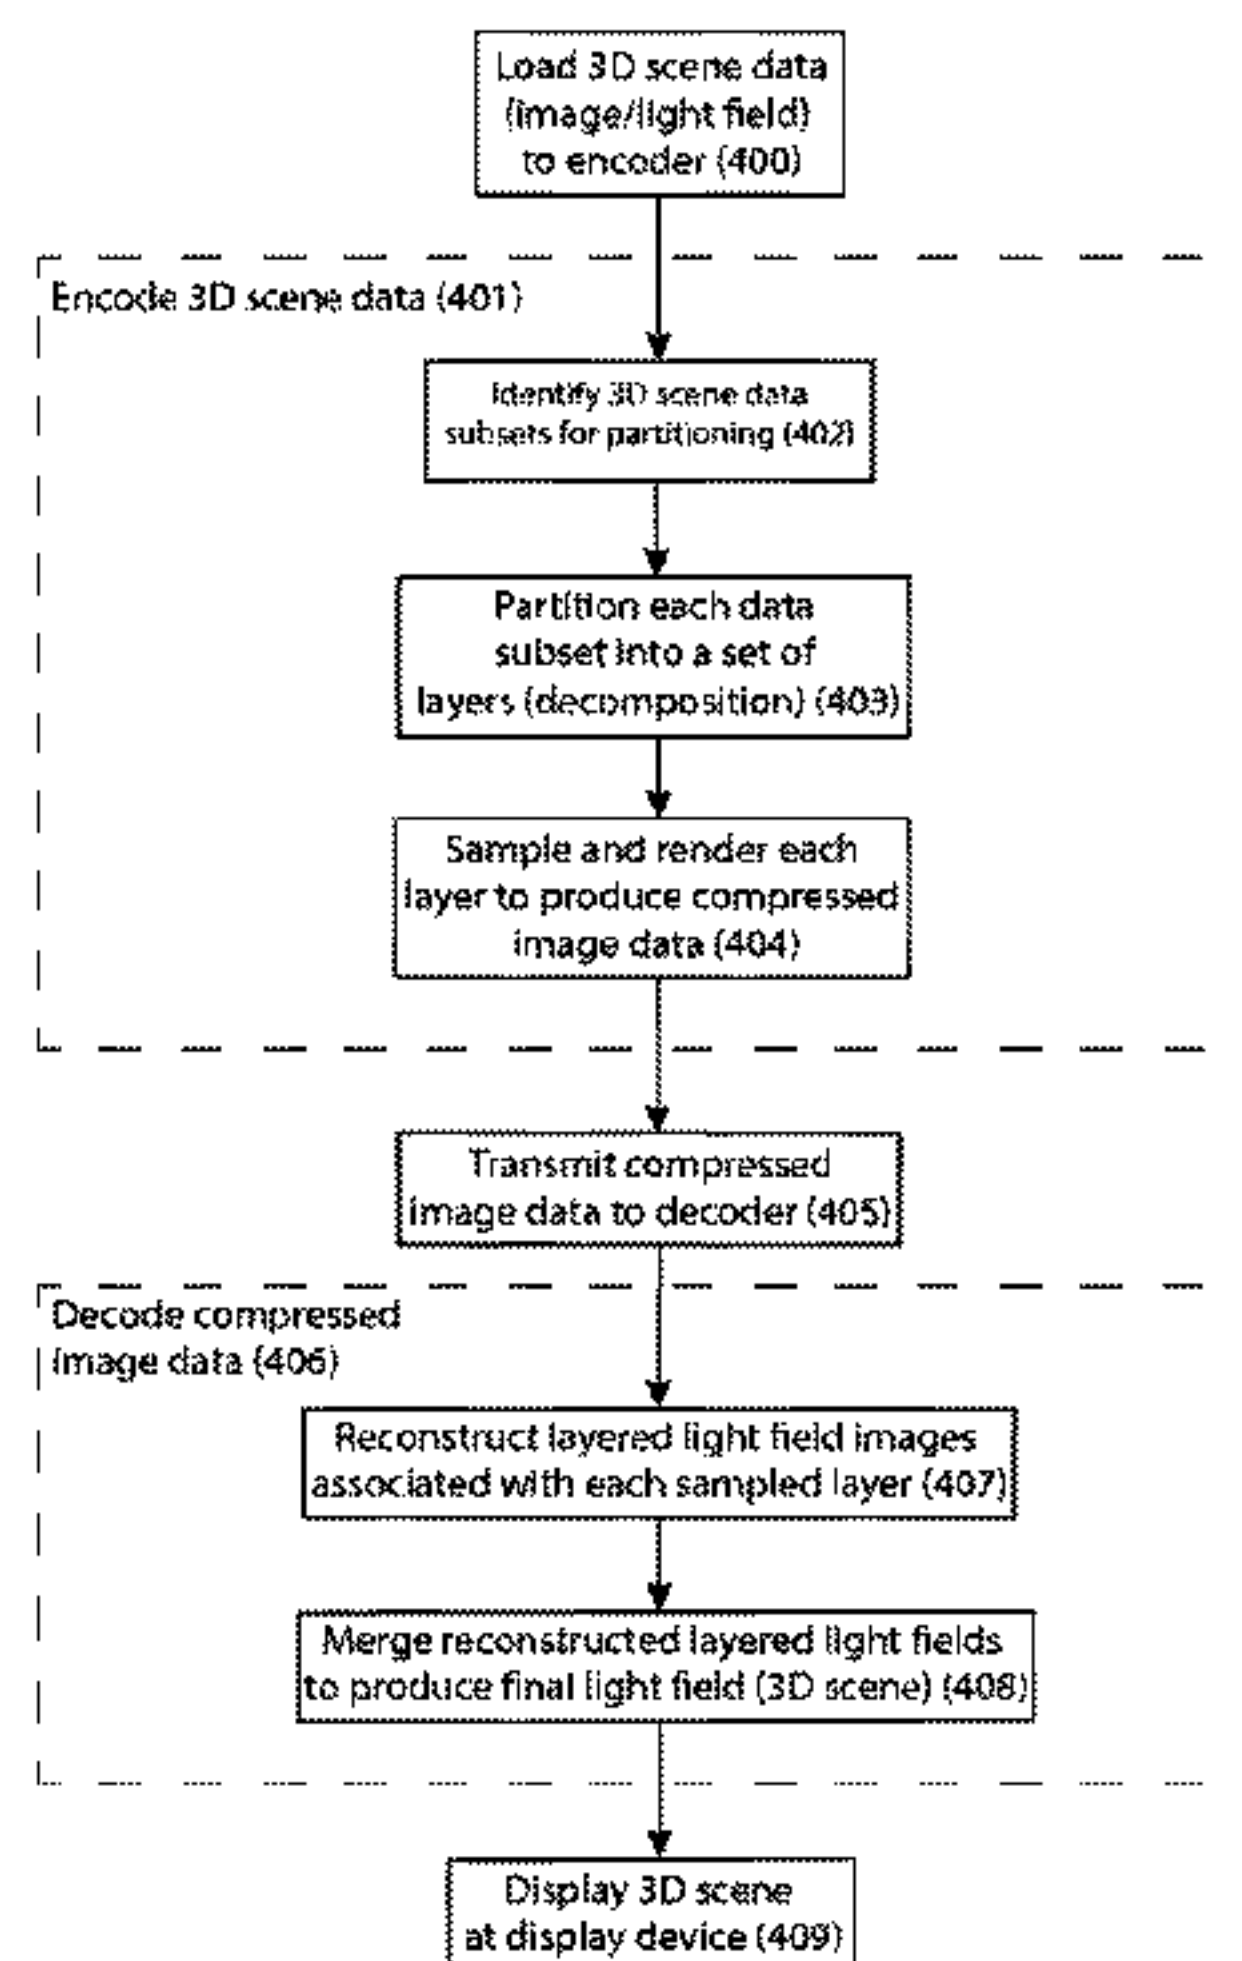 Load 3D scene data
(image/light field)
to encoder (400)
Encode 3D scene data (401)
Identify 3D scene data
subsets for partitioning (402)
Partition each data
subset into a set of
layers (decomposition) (403)
Sample and render each
layer to produce compressed
image data (404)
Transmit compressed
image data to decoder (405)
Decode compressed
image data (406)
Reconstruct layered light field images
associated with each sampled layer (407)
Merge reconstructed layered light fields
to produce final light field (3D scene) (408)
Display 3D scene
at display device (409)